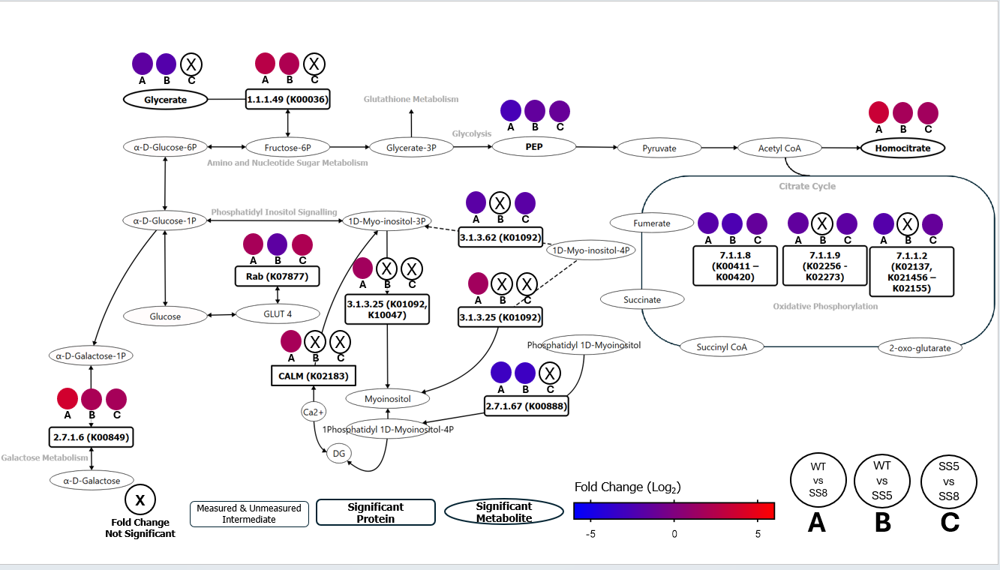 X
X
A
B
C
A
B
C
Glycerate
1.1.1.49 (K00036)
Glutathione Metabolism
A
B
C
A
B
C
Glycolysis
α-D-Glucose-6P
Fructose-6P
Glycerate-3P
PEP
Pyruvate
Acetyl CoA
Homocitrate
Amino and Nucleotide Sugar Metabolism
Citrate Cycle
Phosphatidyl Inositol Signalling
α-D-Glucose-1P
1D-Myo-inositol-3P
X
A
B
C
3.1.3.62 (K01092)
1D-Myo-inositol-4P
Fumerate
X
X
A
B
C
A
B
C
A
B
C
7.1.1.8
(K00411 –
K00420)
7.1.1.9
(K02256 -
K02273)
7.1.1.2
(K02137,
K021456 –
K02155)
A
B
C
Rab (K07877)
X
X
A
B
C
3.1.3.25 (K01092,
K10047)
X
X
A
B
C
3.1.3.25 (K01092)
Succinate
Oxidative Phosphorylation
Glucose
GLUT 4
X
X
A
B
C
CALM (K02183)
Phosphatidyl 1D-Myoinositol
Succinyl CoA
2-oxo-glutarate
α-D-Galactose-1P
X
A
B
C
2.7.1.67 (K00888)
Myoinositol
Ca2+
1Phosphatidyl 1D-Myoinositol-4P
DG
A
B
C
2.7.1.6 (K00849)
Galactose Metabolism
α-D-Galactose
X
Fold Change
Not Significant
Measured & Unmeasured
Intermediate
Significant
Protein
Significant
Metabolite
Fold Change (Log2)
-5
0
5
WT
vs
SS8
A
WT
vs
SS5
B
SS5
vs
SS8
C